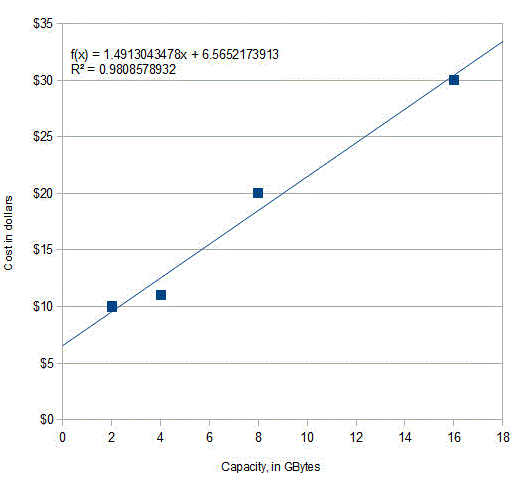 $35
f(x) = 1.4913043478x + 6.5652173913
R² = 0.9808578932
$30
$25
$20
$15
$10
$5
$0
Cost in dollars
0 2 4 6 8 10 12 14 16 18
Capacity, in GBytes